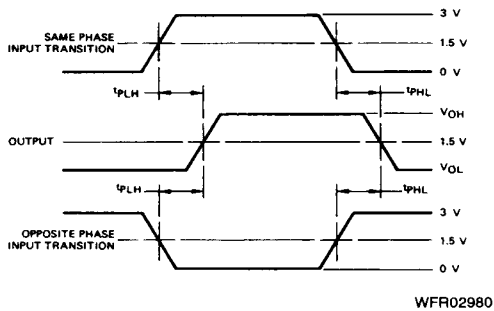 3 V
SAME PHASE
INPUT TRANSITION
1.5 V
0 V
tPLH
tPHL
VOH
OUTPUT
1.5 V
VOL
tPLH
tPHL
3 V
OPPOSITE PHASE
INPUT TRANSITION
1.5 V
0 V
WFR02980